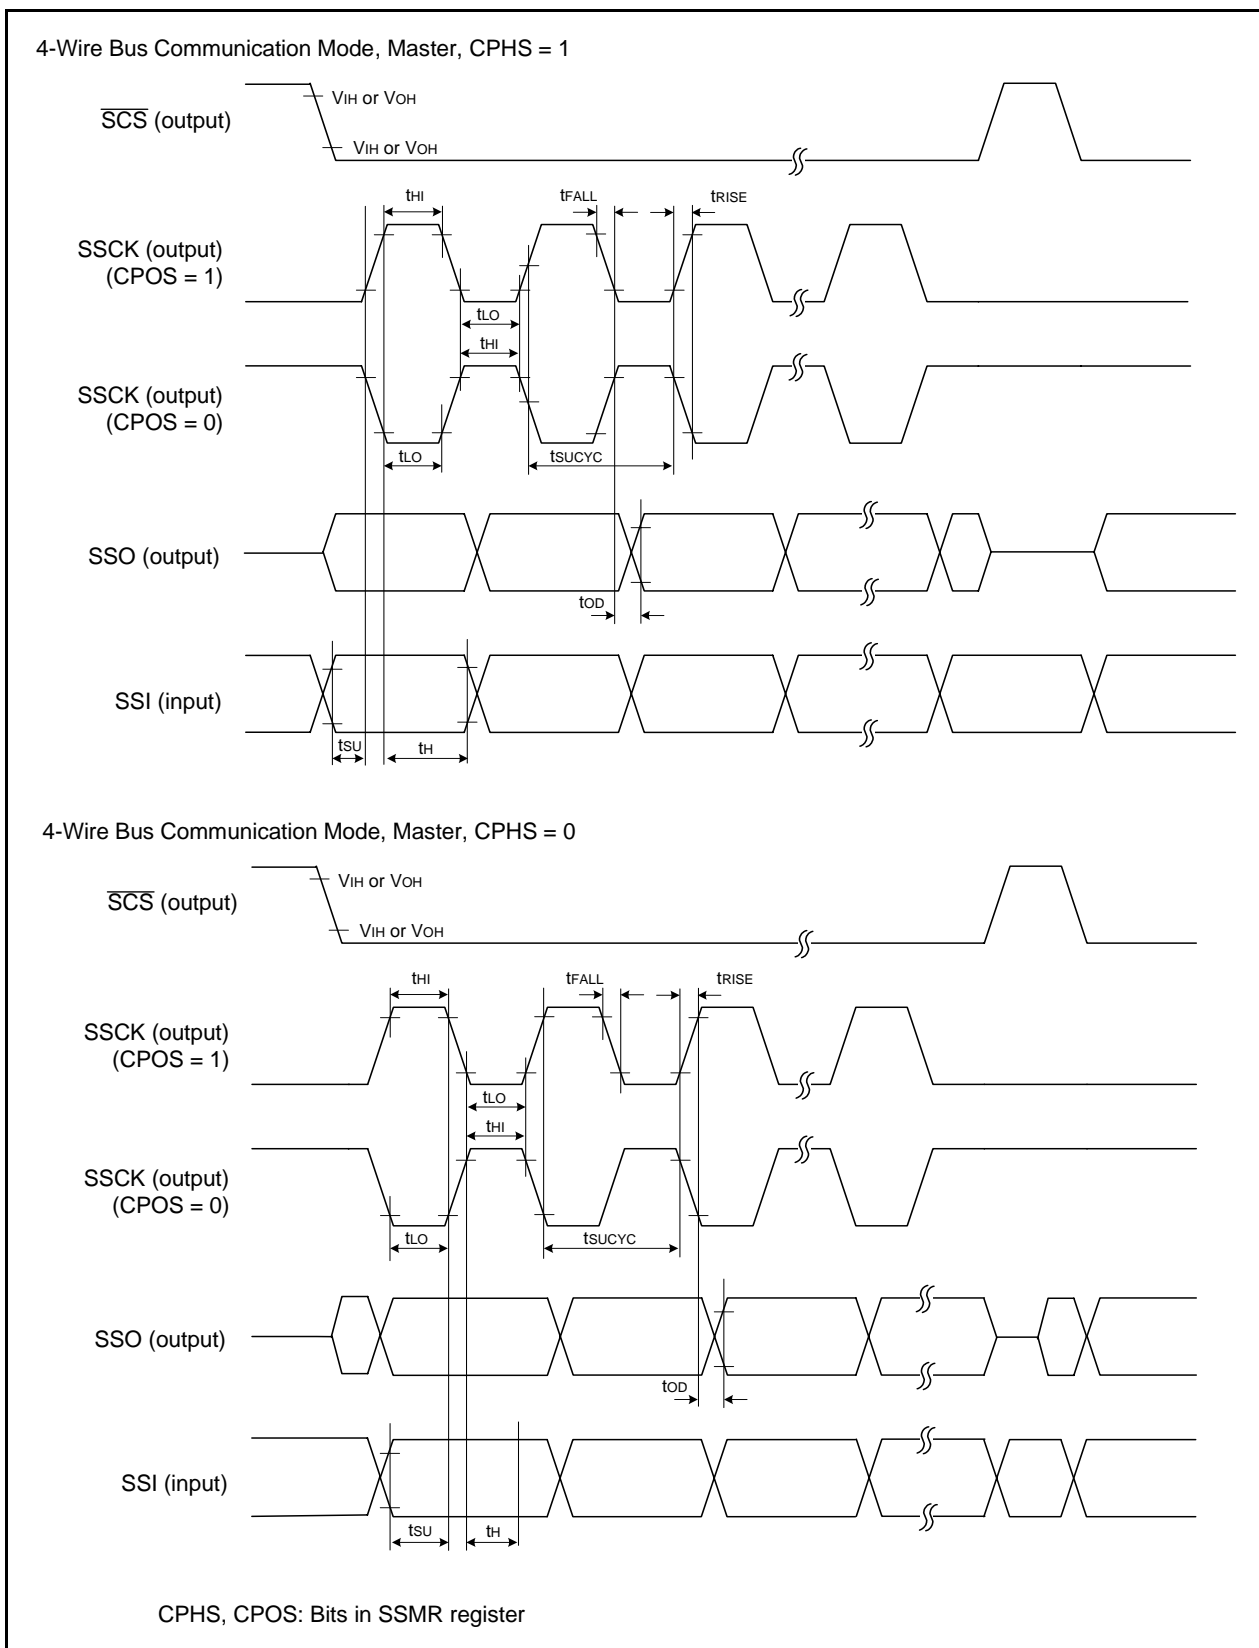 4-Wire Bus Communication Mode, Master, CPHS = 1
VIH or VOH
SCS (output)
VIH or VOH
tHI
tFALL
tRISE
SSCK (output)
(CPOS = 1)
tLO
tHI
SSCK (output)
(CPOS = 0)
tLO
tSUCYC
SSO (output)
tOD
SSI (input)
tSU
tH
4-Wire Bus Communication Mode, Master, CPHS = 0
VIH or VOH
SCS (output)
VIH or VOH
tHI
tFALL
tRISE
SSCK (output)
(CPOS = 1)
tLO
tHI
SSCK (output)
(CPOS = 0)
tLO
tSUCYC
SSO (output)
tOD
SSI (input)
tSU
tH
CPHS, CPOS: Bits in SSMR register